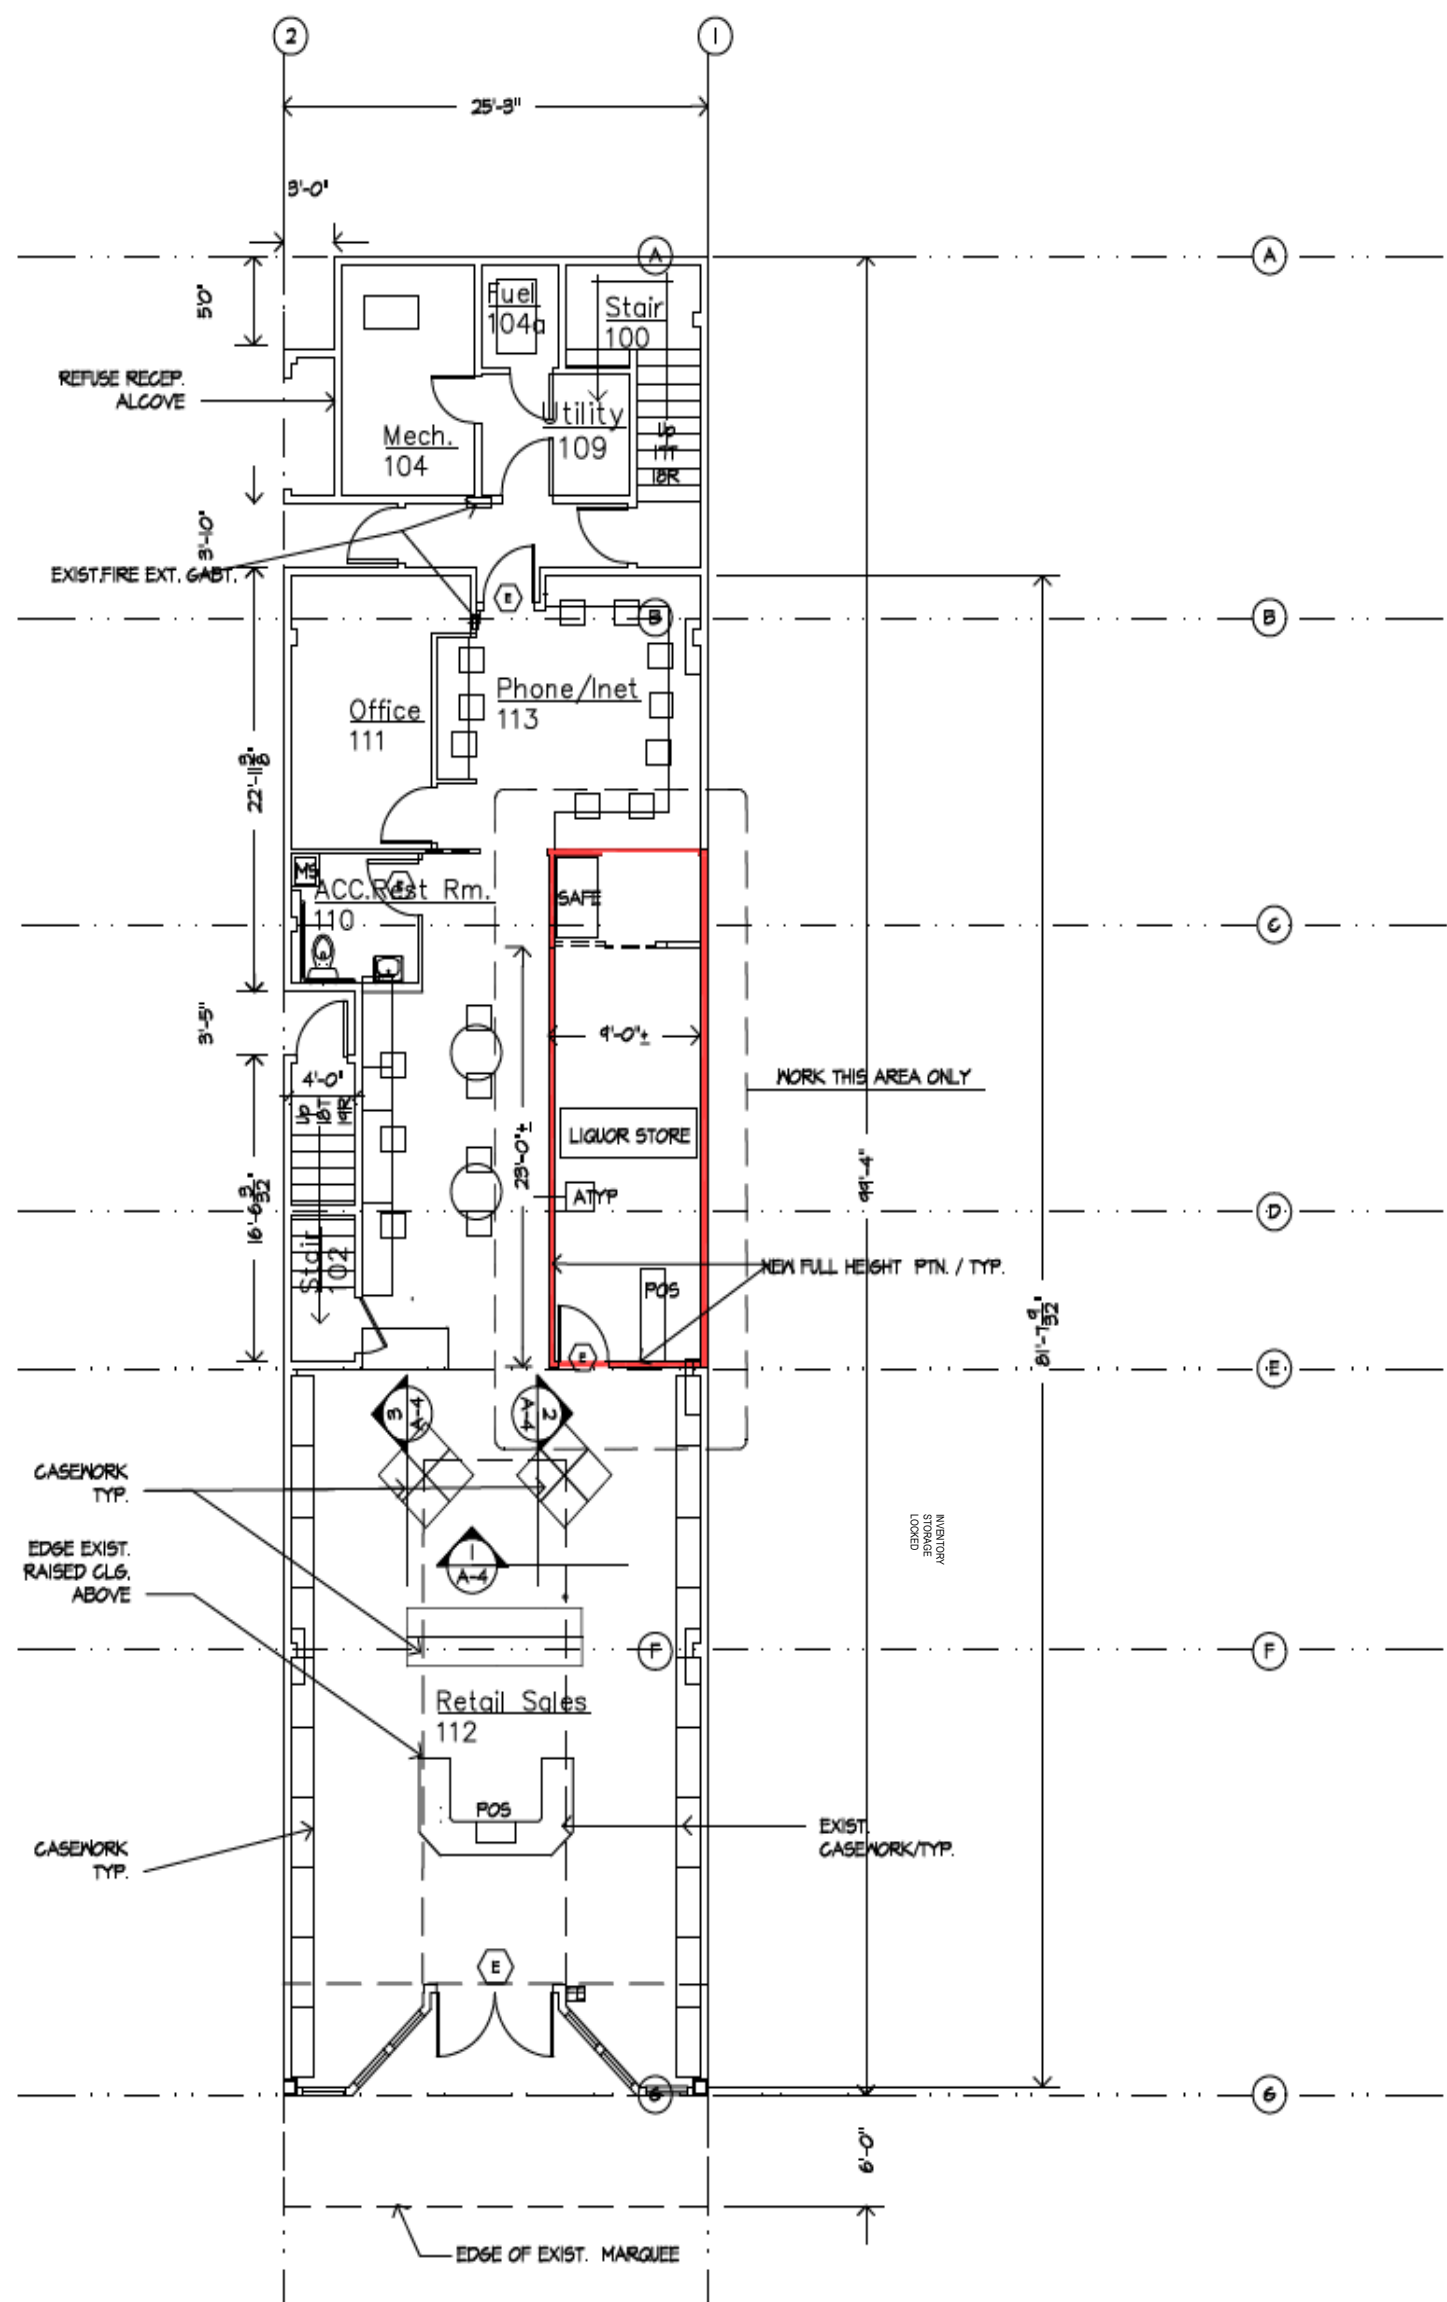 2
1
25'-3"
3'-0"
A
A
5'0"
Fuel
104a
Stair
100
REFUSE RECEP.
ALCOVE
Utility
109
Mech.
104
UP
17T
18R
3'-10"
EXIST.FIRE EXT. CABT.
E
B
B
Phone/Inet
113
Office
111
22'-11 3/8"
MS
ACC.Rest Rm.
110
E
SAFE
C
C
3'-5"
9'-0"±
4'-0"
WORK THIS AREA ONLY
UP
18T
19R
LIQUOR STORE
23'-0"±
99'-4"
16'-6 3/32"
ATYP
D
Stair
102
NEW FULL HEIGHT PTN. / TYP.
POS
81'-7 9/32"
E
E
3
A-4
2
A-4
CASEWORK
TYP.
INVENTORY
STORAGE
LOCKED
EDGE EXIST.
RAISED CLG.
ABOVE
1
A-4
F
F
Retail Sales
112
POS
EXIST.
CASEWORK/TYP.
CASEWORK
TYP.
E
G
G
6'-0"
EDGE OF EXIST. MARQUEE